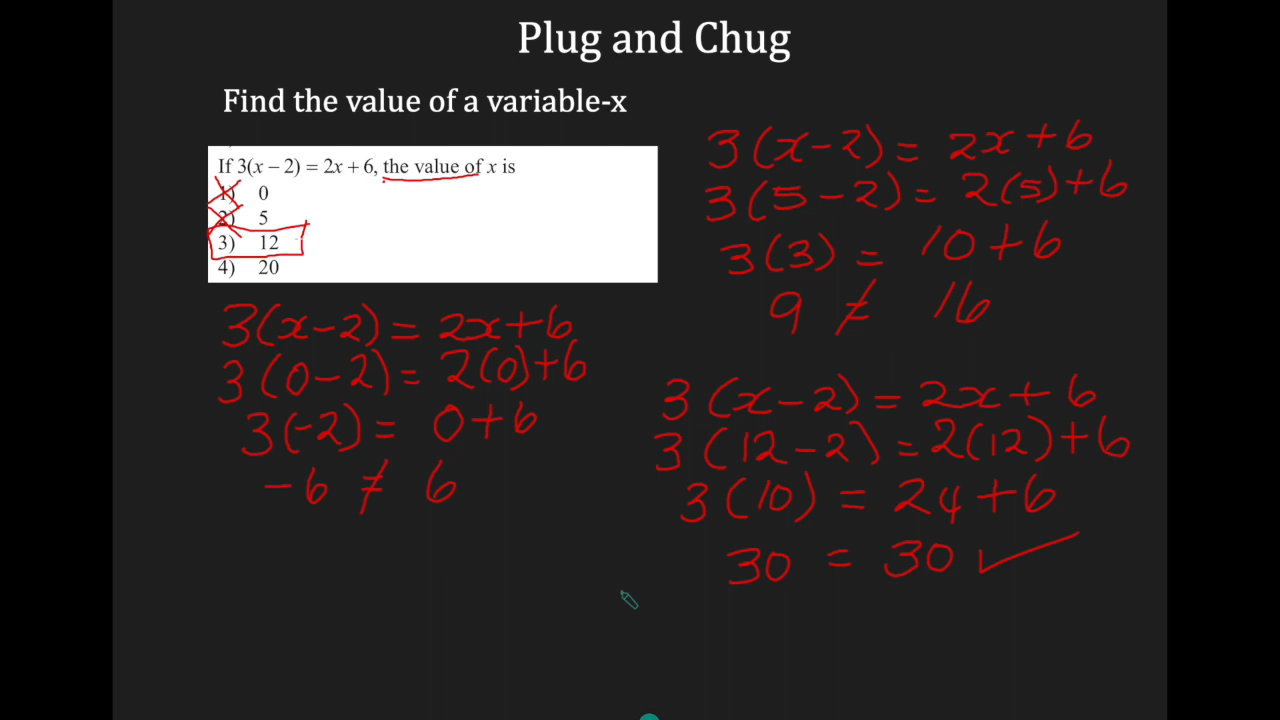 Plug and Chug
Find the value of a variable-x
If 3(x − 2) = 2x + 6, the value of x is
1) 0
2) 5
3) 12
4) 20
3(x-2) = 2x+6
3(0-2) = 2(0)+6
3(-2) = 0+6
-6 ≠ 6
3(x-2) = 2x+6
3(5-2) = 2(5)+6
3(3) = 10+6
9 ≠ 16
3(x-2) = 2x+6
3(12-2) = 2(12)+6
3(10) = 24+6
30 = 30 ✓